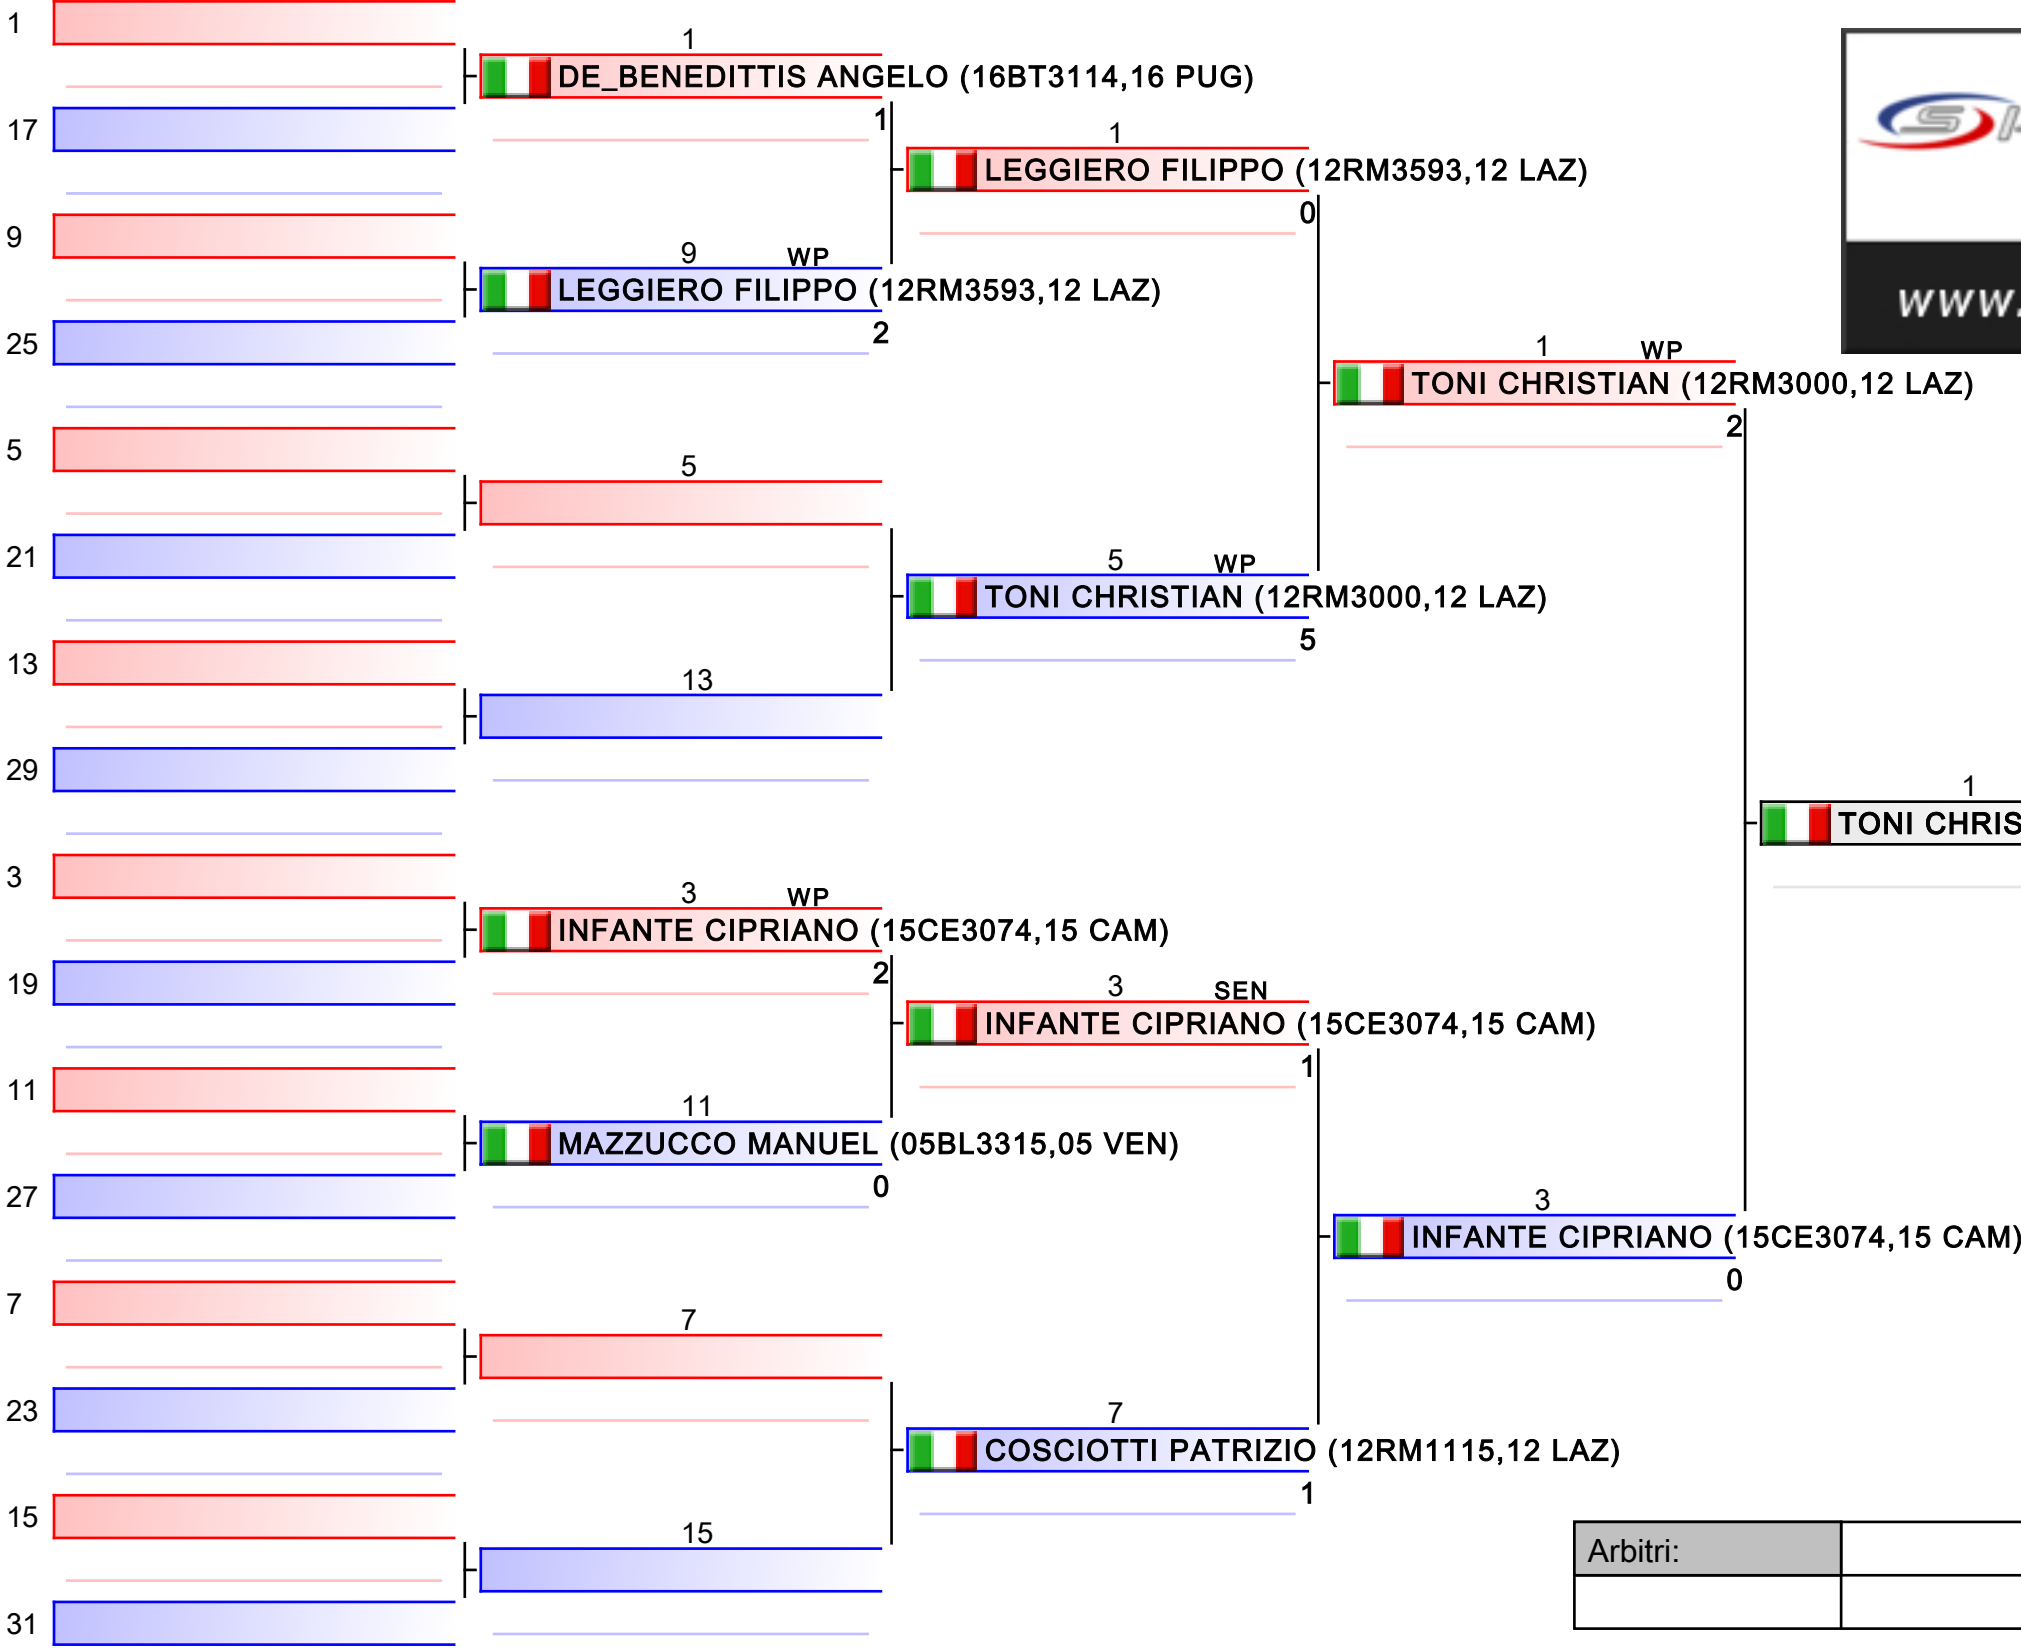 1
1
DE_BENEDITTIS ANGELO (16BT3114,16 PUG)
1
17
1
LEGGIERO FILIPPO (12RM3593,12 LAZ)
0
9
9 WP
LEGGIERO FILIPPO (12RM3593,12 LAZ)
2
25
WWW.
1 WP
TONI CHRISTIAN (12RM3000,12 LAZ)
2
5
5
21
5 WP
TONI CHRISTIAN (12RM3000,12 LAZ)
5
13
13
29
1
TONI CHRIS
3
3 WP
INFANTE CIPRIANO (15CE3074,15 CAM)
2
19
3 SEN
INFANTE CIPRIANO (15CE3074,15 CAM)
1
11
11
MAZZUCCO MANUEL (05BL3315,05 VEN)
0
27
3
INFANTE CIPRIANO (15CE3074,15 CAM)
0
7
7
23
7
COSCIOTTI PATRIZIO (12RM1115,12 LAZ)
1
15
15
Arbitri:
31